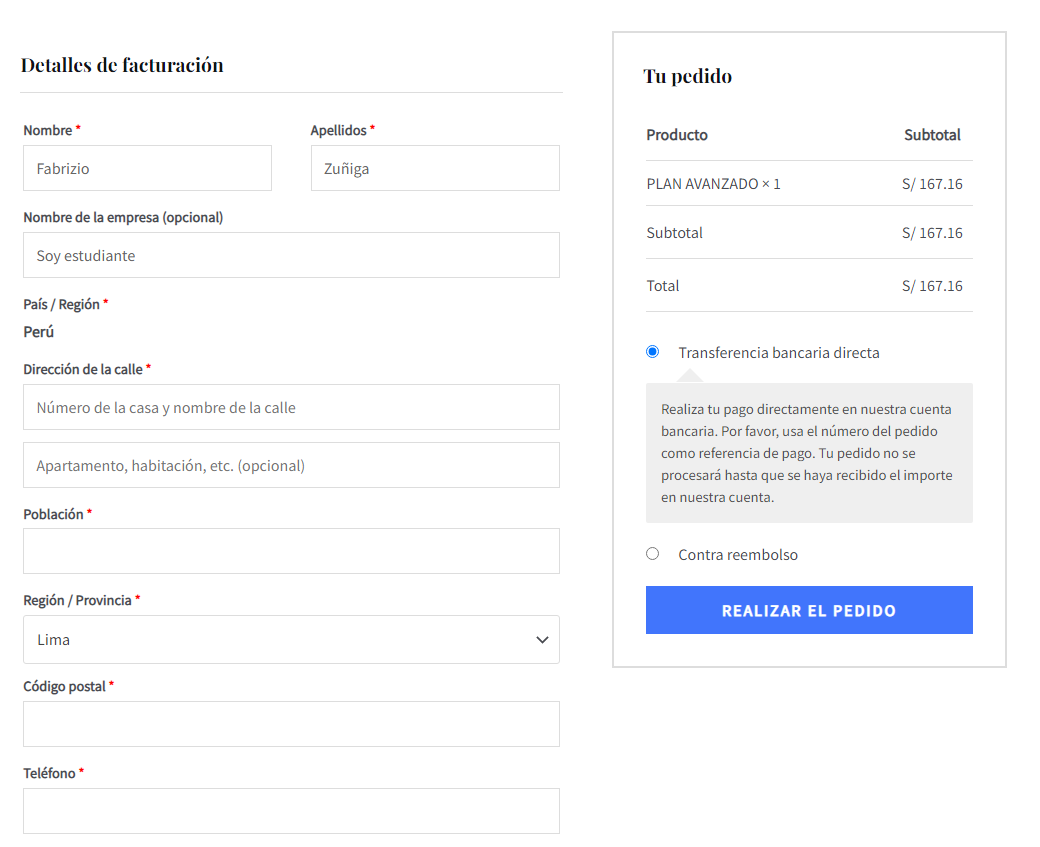 Detalles de facturación
Nombre *
Apellidos *
Fabrizio
Zuñiga
Nombre de la empresa (opcional)
Soy estudiante
País / Región *
Perú
Dirección de la calle *
Número de la casa y nombre de la calle
Apartamento, habitación, etc. (opcional)
Población *
Región / Provincia *
Lima
Código postal *
Teléfono *
Tu pedido
Producto Subtotal
PLAN AVANZADO × 1 S/ 167.16
Subtotal S/ 167.16
Total S/ 167.16
Transferencia bancaria directa
Realiza tu pago directamente en nuestra cuenta
bancaria. Por favor, usa el número del pedido
como referencia de pago. Tu pedido no se
procesará hasta que se haya recibido el importe
en nuestra cuenta.
Contra reembolso
REALIZAR EL PEDIDO